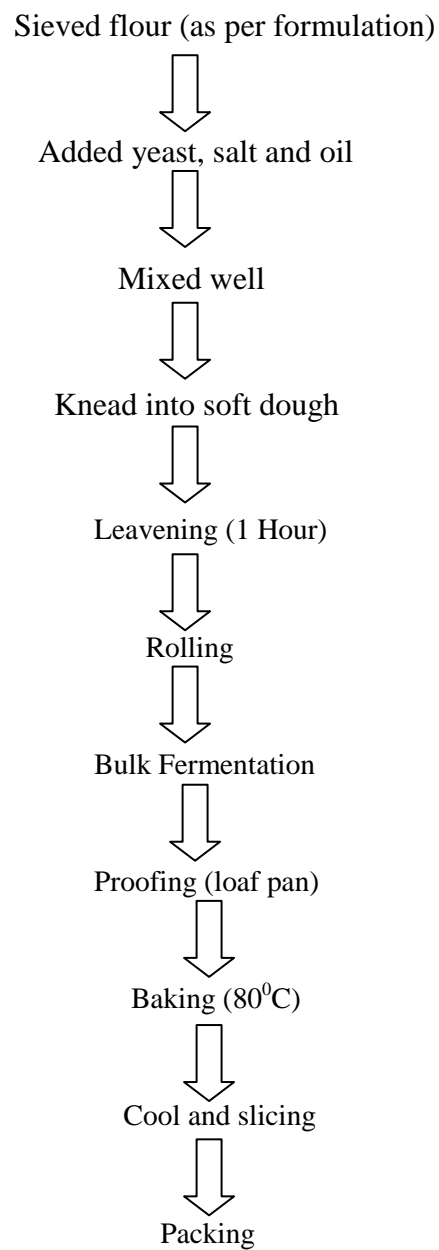 Sieved flour (as per formulation)
Added yeast, salt and oil
Mixed well
Knead into soft dough
Leavening (1 Hour)
Rolling
Bulk Fermentation
Proofing (loaf pan)
Baking (80⁰C)
Cool and slicing
Packing